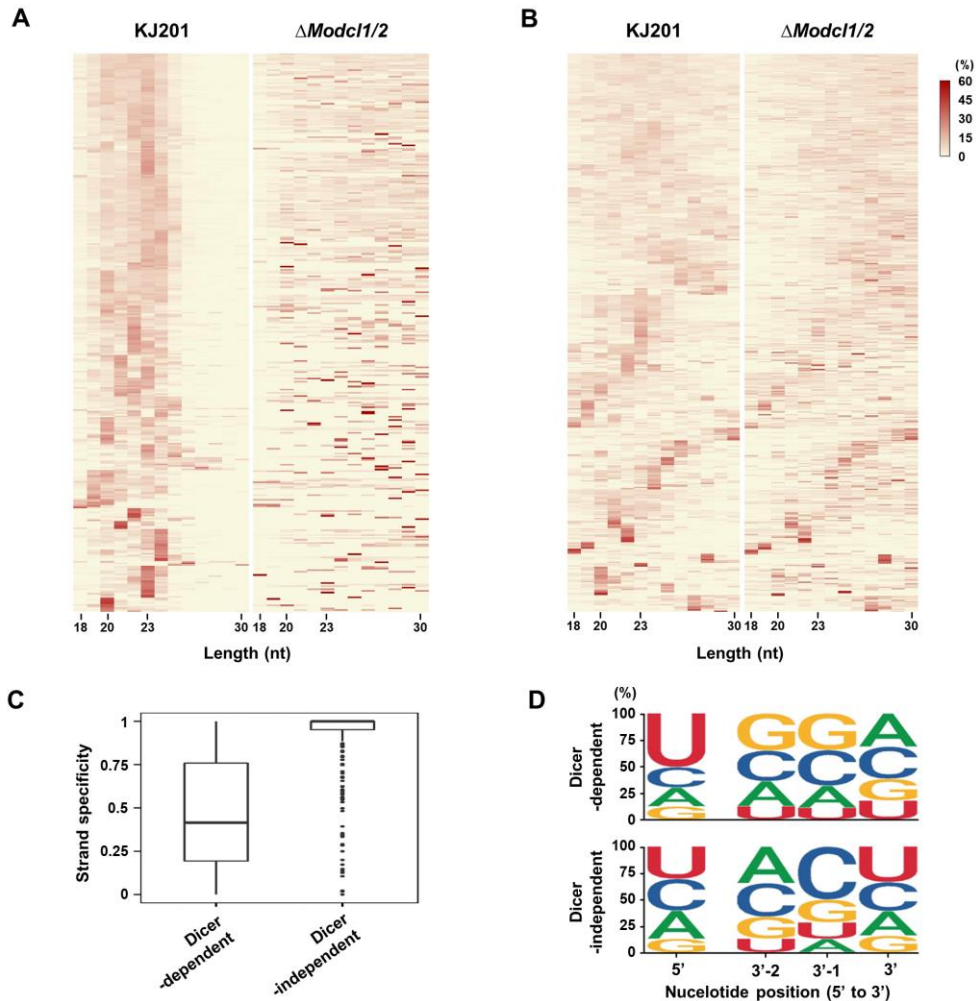 A
B
KJ201
ΔModcl1/2
KJ201
ΔModcl1/2
(%)
60
45
30
15
0
18 20 23 30 18 20 23 30
Length (nt)
18 20 23 30 18 20 23 30
Length (nt)
C
Strand specificity
1
0.75
0.5
0.25
0
Dicer
-dependent
Dicer
-independent
D
(%)
Dicer
-dependent
100
75
50
25
0
U G G A
C C C C
A A A G
G U U U
Dicer
-independent
100
75
50
25
0
U A C U
C C G C
A G U A
G U A G
5' 3'-2 3'-1 3'
Nucelotide position (5' to 3')